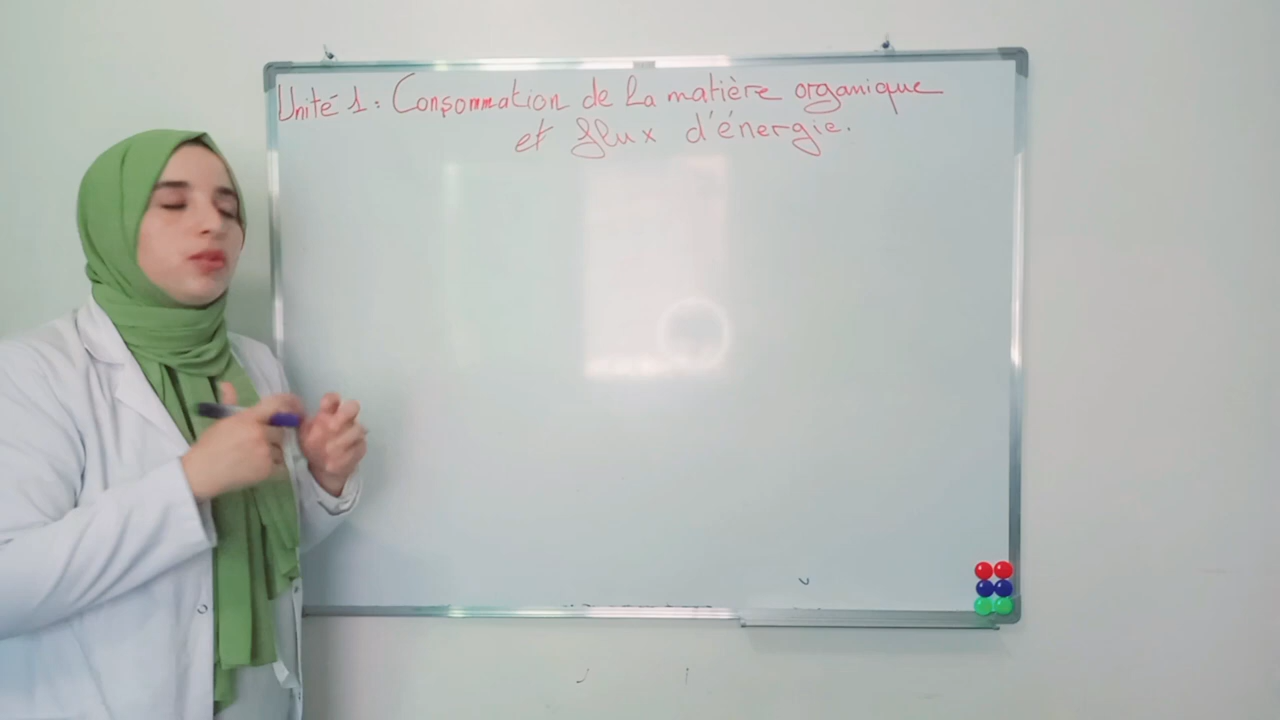 Unité 1 : Consommation de la matière organique
et flux d'énergie.